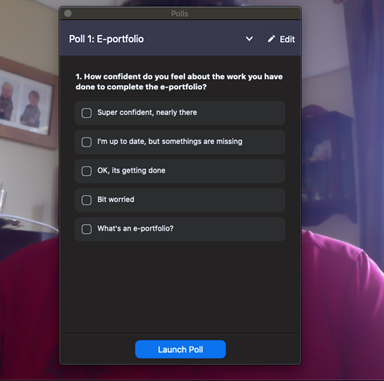 Polls
Poll 1: E-portfolio
Edit
1. How confident do you feel about the work you have
done to complete the e-portfolio?
Super confident, nearly there
I'm up to date, but somethings are missing
OK, its getting done
Bit worried
What's an e-portfolio?
Launch Poll